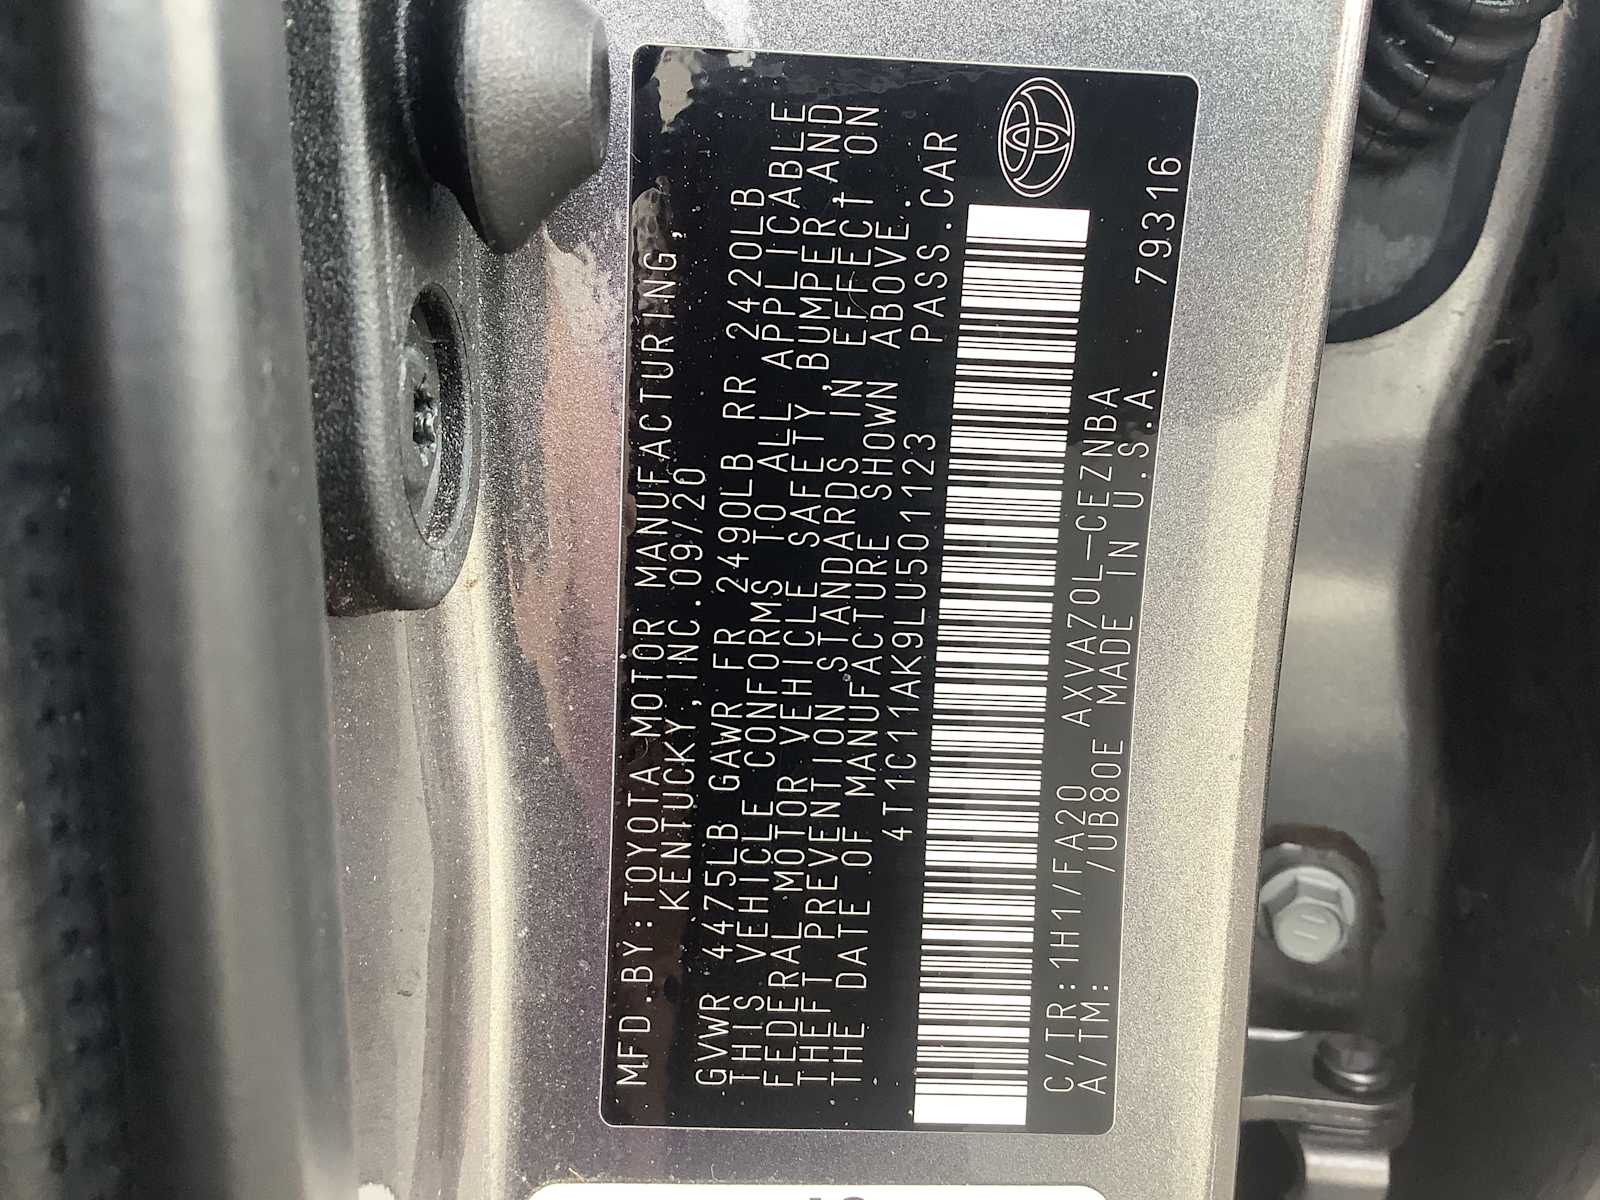 MFD.BY:TOYOTA MOTOR MANUFACTURING,
KENTUCKY,INC.09/20
GVWR 4475LB GAWR FR 2490LB RR 2420LB
THIS VEHICLE CONFORMS TO ALL APPLICABLE
FEDERAL MOTOR VEHICLE SAFETY,BUMPER,AND
THEFT PREVENTION STANDARDS IN EFFECT ON
THE DATE OF MANUFACTURE SHOWN ABOVE.
4T1C11AK9LU501123 PASS.CAR
C/TR:1H1/FA20 AXVA70L-CEZNBA
A/TM: /UB80E MADE IN U.S.A. 79316